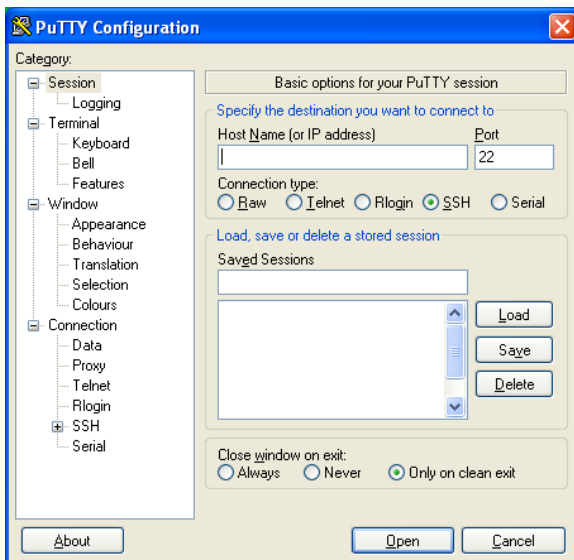 PuTTY Configuration
Category:
Session
Logging
Terminal
Keyboard
Bell
Features
Window
Appearance
Behaviour
Translation
Selection
Colours
Connection
Data
Proxy
Telnet
Rlogin
SSH
Serial
Basic options for your PuTTY session
Specify the destination you want to connect to
Host Name (or IP address) Port
22
Connection type:
Raw Telnet Rlogin SSH Serial
Load, save or delete a stored session
Saved Sessions
Load
Save
Delete
Close window on exit:
Always Never Only on clean exit
About Open Cancel